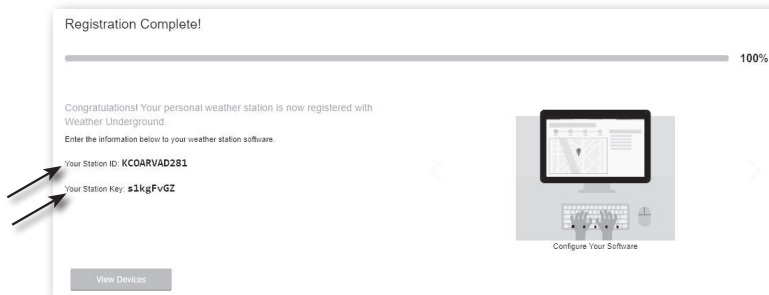 Registration Complete!
100%
Congratulations! Your personal weather station is now registered with
Weather Underground.
Enter the information below to your weather station software.
Your Station ID: KCOARVAD281
Your Station Key: s1kgFvGZ
Configure Your Software
View Devices